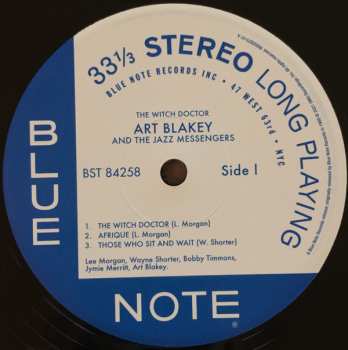 33⅓ STEREO LONG PLAYING
BLUE NOTE RECORDS INC • 47 WEST 63rd • NYC
THE WITCH DOCTOR
ART BLAKEY
AND THE JAZZ MESSENGERS
BST 84258
Side 1
1. THE WITCH DOCTOR (L. Morgan)
2. AFRIQUE (L. Morgan)
3. THOSE WHO SIT AND WAIT (W. Shorter)
Lee Morgan, Wayne Shorter, Bobby Timmons,
Jymie Merritt, Art Blakey.
BLUE
NOTE
®